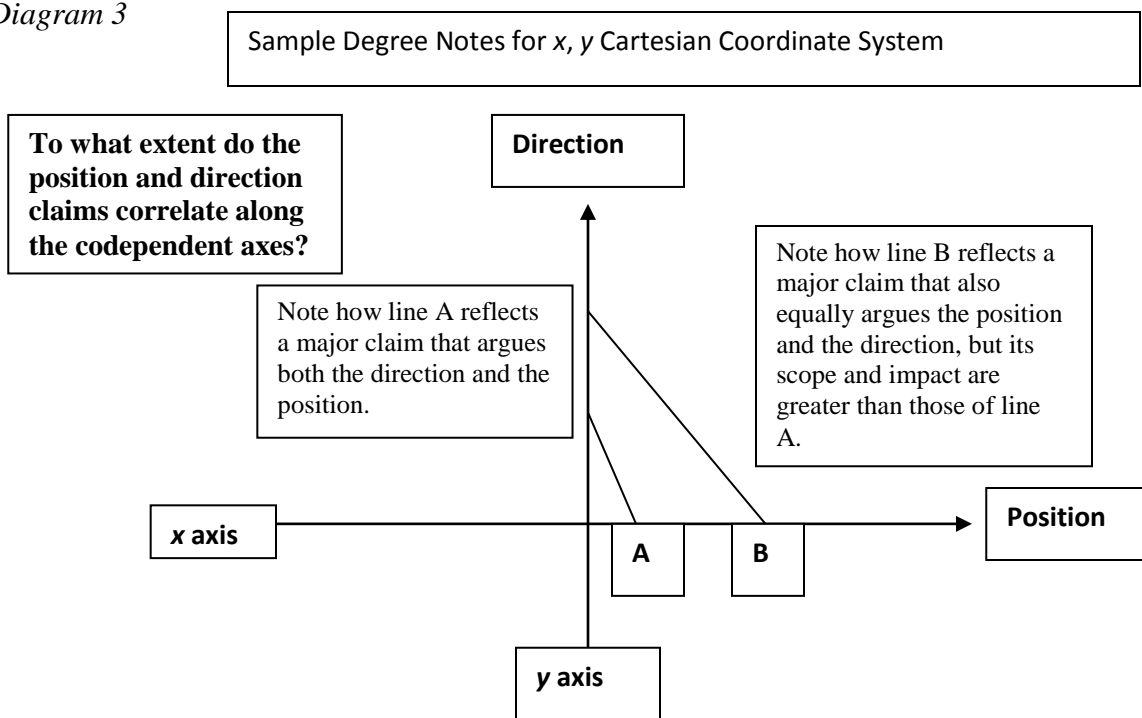 Diagram 3
Sample Degree Notes for x, y Cartesian Coordinate System
To what extent do the
position and direction
claims correlate along
the codependent axes?
Direction
Note how line A reflects
a major claim that argues
both the direction and the
position.
Note how line B reflects a
major claim that also
equally argues the position
and the direction, but its
scope and impact are
greater than those of line
A.
x axis
A
B
Position
y axis